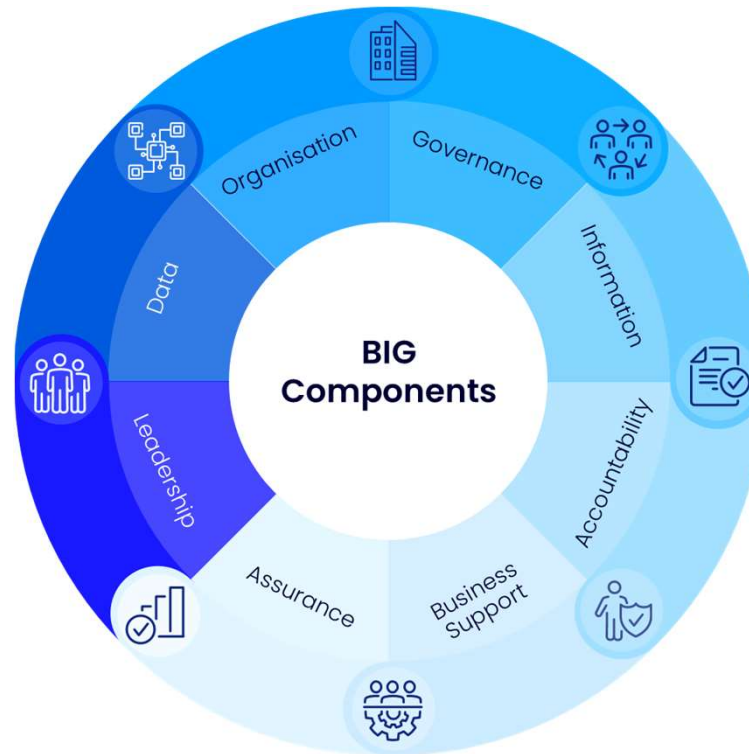 BIG
Components
Organisation
Governance
Information
Accountability
Business
Support
Assurance
Leadership
Data